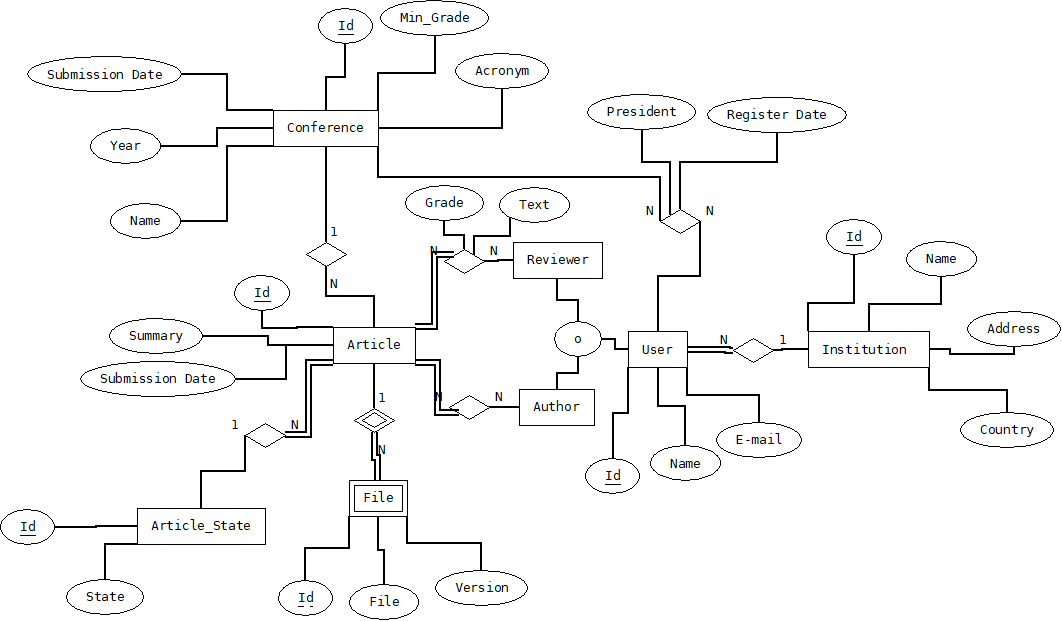 Id
Min_Grade
Submission Date
Acronym
Conference
President
Register Date
Year
Name
Grade
Text
N
N
1
N
N
Reviewer
Id
Name
N
Id
Summary
Article
o
User
N
1
Institution
Address
Submission Date
1
N
N
Author
1
N
N
E-mail
Country
Name
Id
File
Id
Article_State
State
Id
File
Version